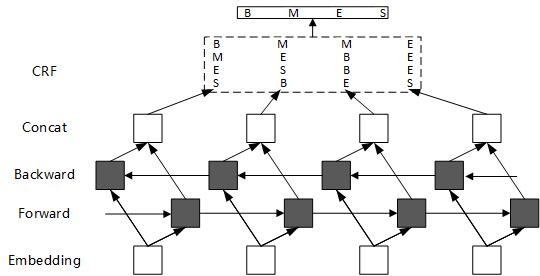 B M E S
B M M E
M E B E
E S B E
S B E S
CRF
Concat
Backward
Forward
Embedding